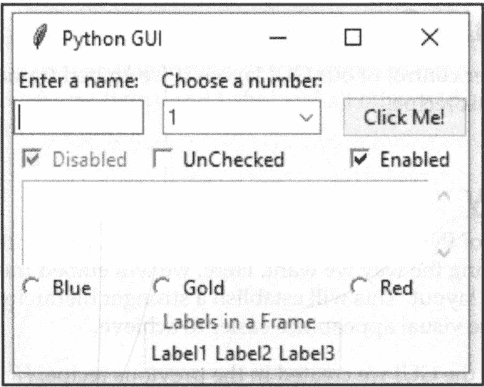 Python GUI
Enter a name: Choose a number:
1 Click Me!
Disabled UnChecked Enabled
Blue Gold Red
Labels in a Frame
Label1 Label2 Label3